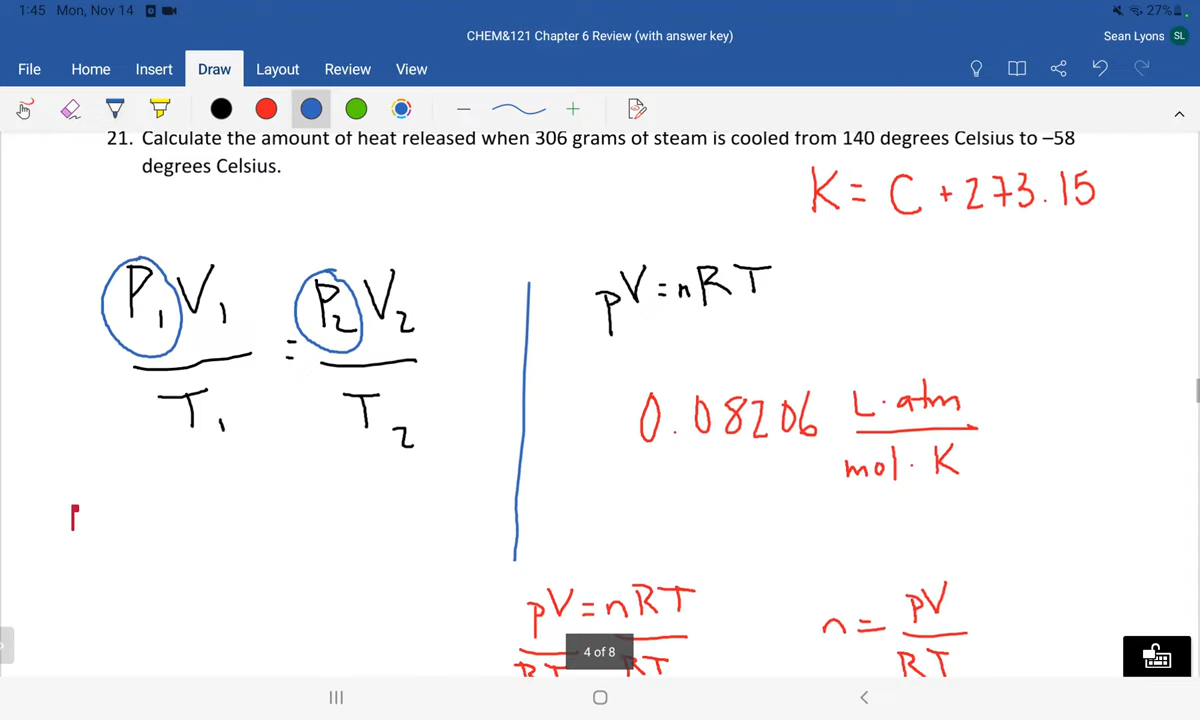 1:45 Mon, Nov 14
27%
CHEM&121 Chapter 6 Review (with answer key)
Sean Lyons SL
File Home Insert Draw Layout Review View
21. Calculate the amount of heat released when 306 grams of steam is cooled from 140 degrees Celsius to –58
degrees Celsius.
K = C + 273.15
P₁V₁ / T₁ = P₂V₂ / T₂
pV = nRT
0.08206 L·atm / mol·K
pV / RT = nRT / RT
n = pV / RT
4 of 8